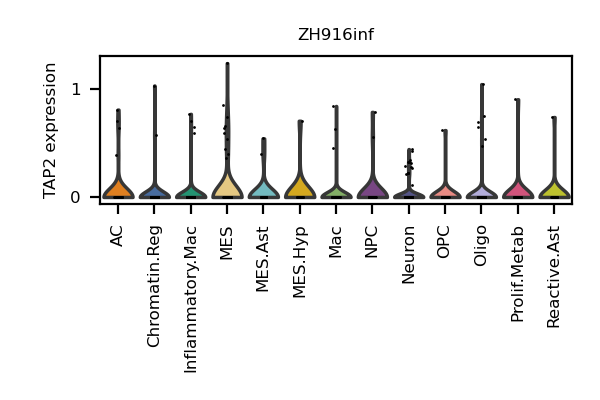 ZH916inf
TAP2 expression
1
0
AC
Chromatin.Reg
Inflammatory.Mac
MES
MES.Ast
MES.Hyp
Mac
NPC
Neuron
OPC
Oligo
Prolif.Metab
Reactive.Ast